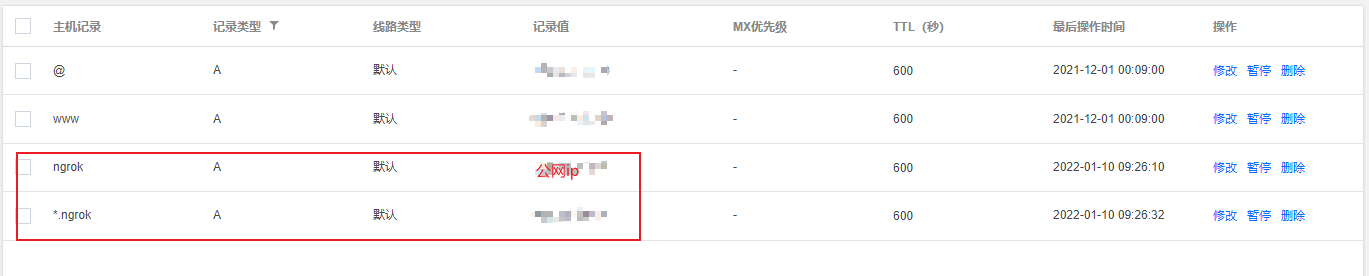 主机记录 记录类型 线路类型 记录值 MX优先级 TTL（秒） 最后操作时间 操作
@ A 默认 - 600 2021-12-01 00:09:00 修改 暂停 删除
www A 默认 - 600 2021-12-01 00:09:00 修改 暂停 删除
ngrok A 默认 公网ip - 600 2022-01-10 09:26:10 修改 暂停 删除
*.ngrok A 默认 - 600 2022-01-10 09:26:32 修改 暂停 删除